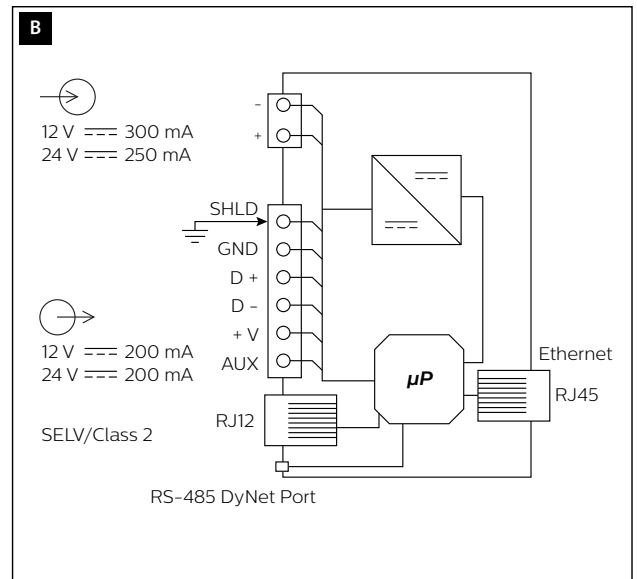 B
12 V 300 mA
24 V 250 mA
-
+
SHLD
GND
D +
D -
+ V
AUX
12 V 200 mA
24 V 200 mA
SELV/Class 2
RJ12
µP
Ethernet
RJ45
RS-485 DyNet Port